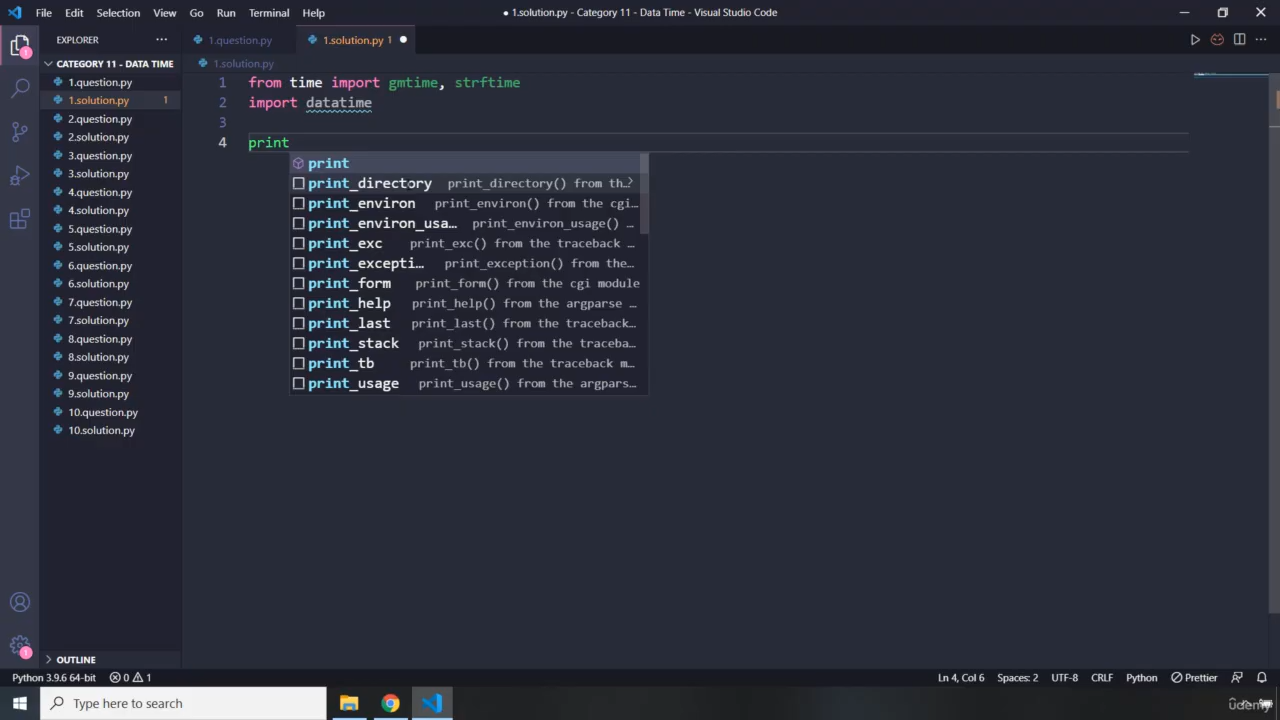 File Edit Selection View Go Run Terminal Help
● 1.solution.py - Category 11 - Data Time - Visual Studio Code
EXPLORER
1.question.py
1.solution.py 1
CATEGORY 11 - DATA TIME
1.question.py
1.solution.py 1
2.question.py
2.solution.py
3.question.py
3.solution.py
4.question.py
4.solution.py
5.question.py
5.solution.py
6.question.py
6.solution.py
7.question.py
7.solution.py
8.question.py
8.solution.py
9.question.py
9.solution.py
10.question.py
10.solution.py
OUTLINE
1.solution.py
1 from time import gmtime, strftime
2 import datatime
3
4 print
print
print_directory print_directory() from th…
print_environ print_environ() from the cgi…
print_environ_usa… print_environ_usage() …
print_exc print_exc() from the traceback …
print_excepti… print_exception() from the…
print_form print_form() from the cgi module
print_help print_help() from the argparse …
print_last print_last() from the traceback…
print_stack print_stack() from the traceba…
print_tb print_tb() from the traceback m…
print_usage print_usage() from the argpars…
1
1
Python 3.9.6 64-bit 0 1 Ln 4, Col 6 Spaces: 2 UTF-8 CRLF Python Prettier
Type here to search
udemy